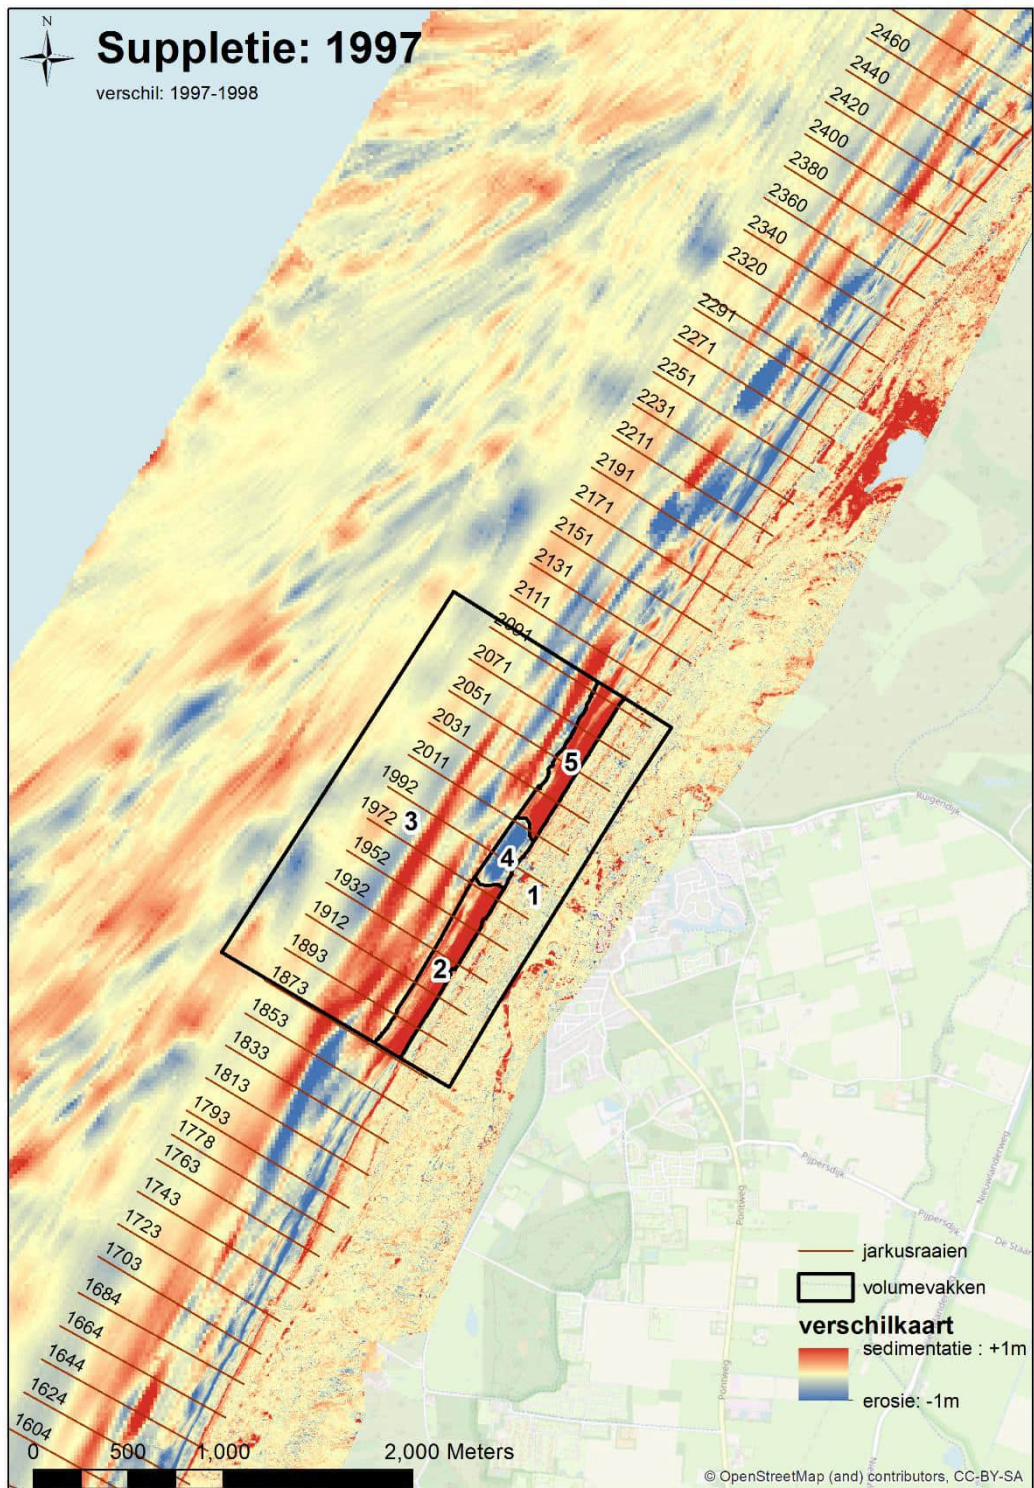 N
Suppletie: 1997
verschil: 1997-1998
2460
2440
2420
2400
2380
2360
2340
2320
2291
2271
2251
2231
2211
2191
2171
2151
2131
2111
2091
2071
2051
2031
2011
1992
1972
1952
1932
1912
1893
1873
1853
1833
1813
1793
1778
1763
1743
1723
1703
1684
1664
1644
1624
1604
5
3
4
1
2
Ruigendijk
Pijpersdijk
Pijpersdijk
Nieuwlanderweg
De Staar
Pontweg
Pontweg
jarkusraaien
volumevakken
verschilkaart
sedimentatie : +1m
erosie: -1m
0 500 1,000 2,000 Meters
© OpenStreetMap (and) contributors, CC-BY-SA